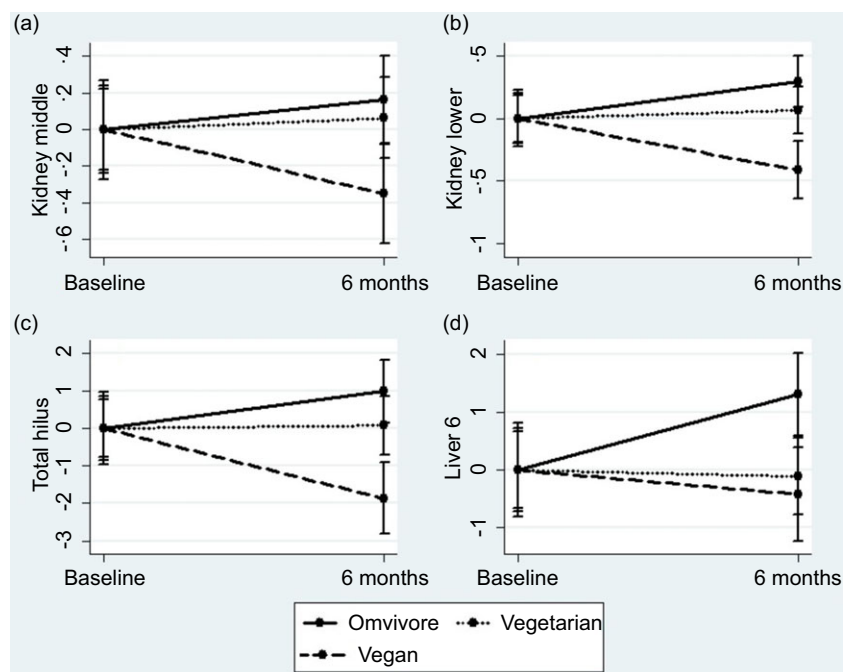 (a)
Kidney middle
·4
·2
0
-·2
-·4
-·6
Baseline 6 months
(b)
Kidney lower
·5
0
-·5
-1
Baseline 6 months
(c)
Total hilus
2
1
0
-1
-2
-3
Baseline 6 months
(d)
Liver 6
2
1
0
-1
Baseline 6 months
Omvivore Vegetarian
Vegan